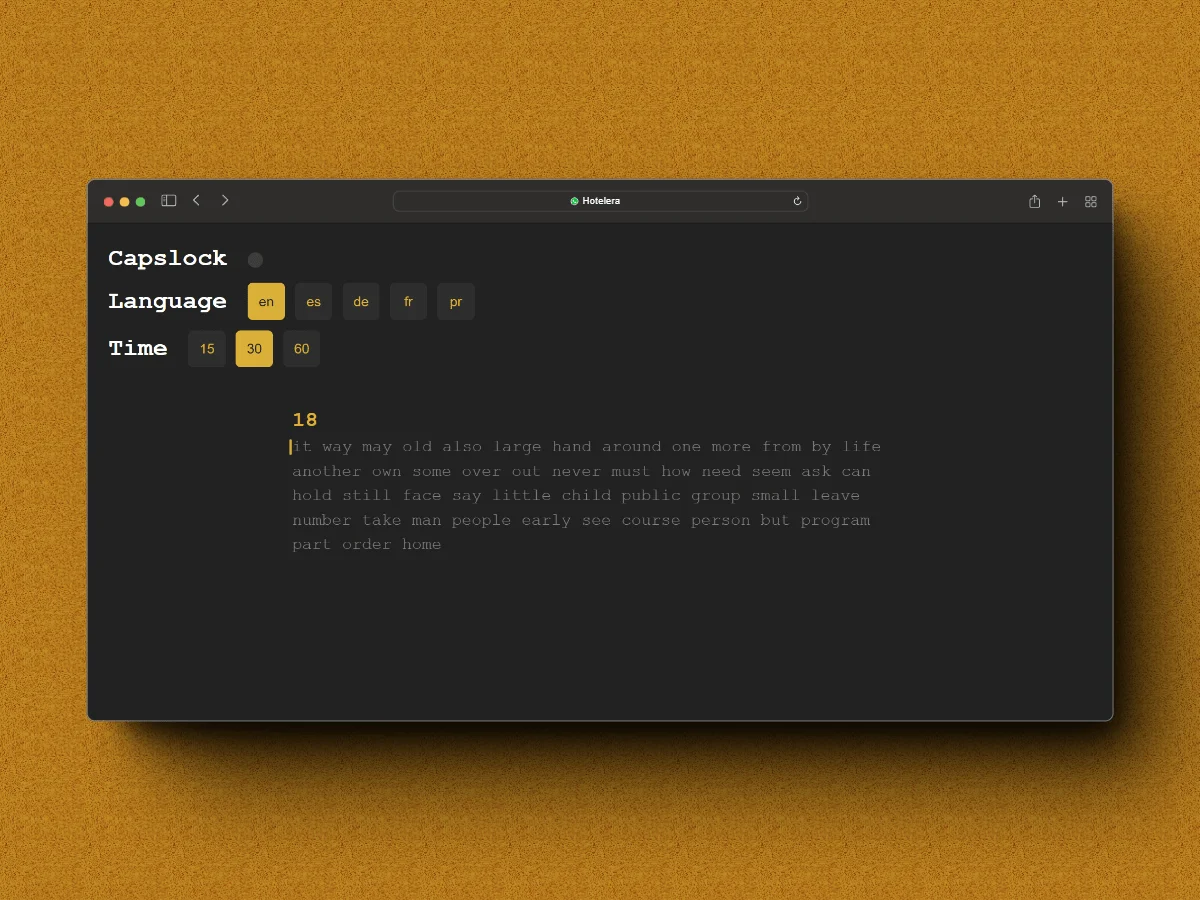 Hotelera
Capslock
Language en es de fr pr
Time 15 30 60
18
it way may old also large hand around one more from by life
another own some over out never must how need seem ask can
hold still face say little child public group small leave
number take man people early see course person but program
part order home